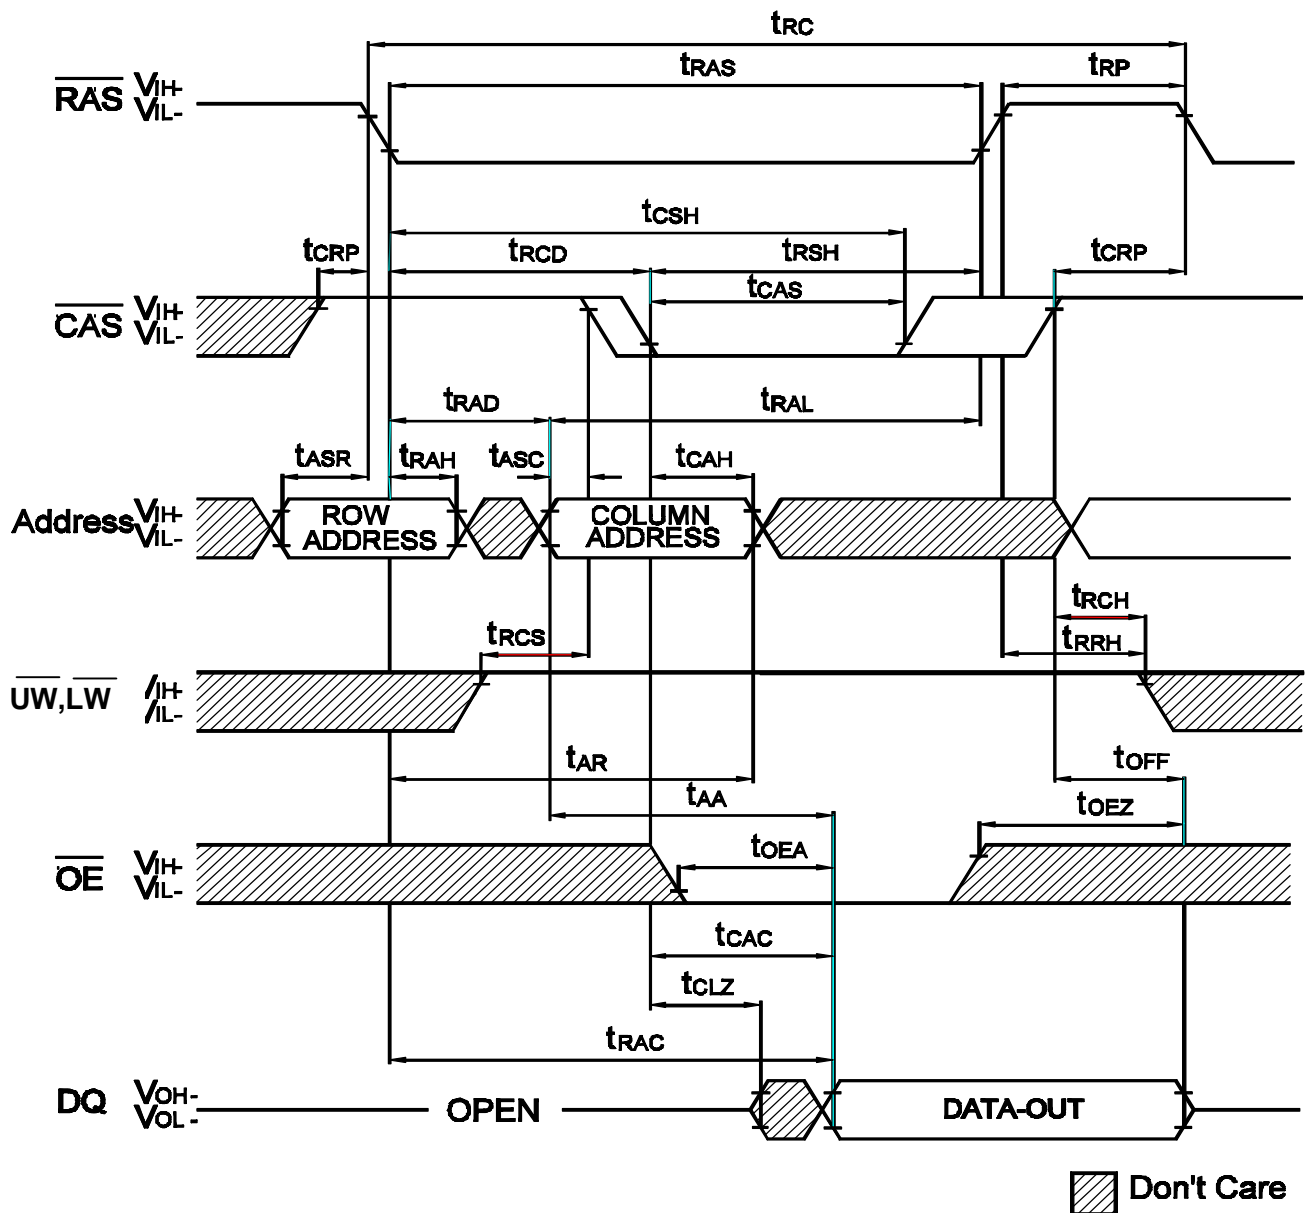 tRC
tRAS
tRP
RAS VIH-
VIL-
tCSH
tCRP
tRCD
tRSH
tCRP
tCAS
CAS VIH-
VIL-
tRAD
tRAL
tASR
tRAH
tASC
tCAH
Address VIH-
VIL-
ROW
ADDRESS
COLUMN
ADDRESS
tRCH
tRCS
tRRH
UW,LW /IH-
/IL-
tAR
tOFF
tAA
tOEZ
tOEA
OE VIH-
VIL-
tCAC
tCLZ
tRAC
DQ VOH-
VOL-
OPEN
DATA-OUT
Don't Care